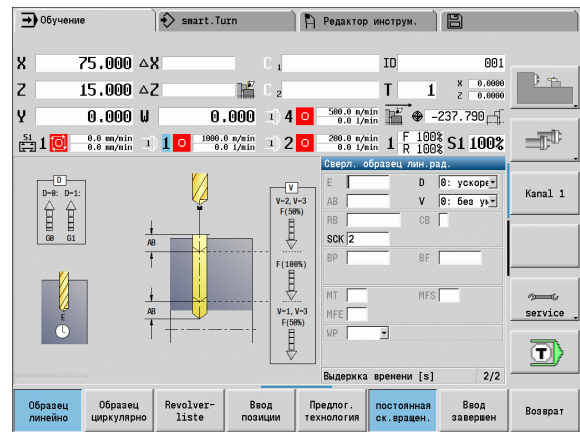 Обучение smart.Turn Редактор инструм.
X 75.000 △X C 1 ID 001
Z 15.000 △Z C 2 T 1 X 0.0000
Z 0.0000
Y 0.000 U 0.000 4 0 500.0 m/min
0.0 1/min -237.790
S1 1 0.0 mm/min
0.0 m/min 1 0 1000.0 m/min
0.0 m/min 2 0 200.0 m/min
0.0 1/min 1 F 100%
R 100% S1 100%
Сверл. образец лин.рад.
E D 0: ускоре
AB V 0: без ум
RB CB
SCK 2
BP BF
MT MFS
MFE
WP
Выдержка времени [s] 2/2
D
D-0: D-1:
G0 G1
E
AB
AB
V
V-2, V-3
F(50%)
F(100%)
V-1, V-3
F(50%)
Kanal 1
service
T
Образец
линейно
Образец
циркулярно
Revolver-
liste
Ввод
позиции
Предлог.
технология
постоянная
ск.вращен.
Ввод
завершен
Возврат